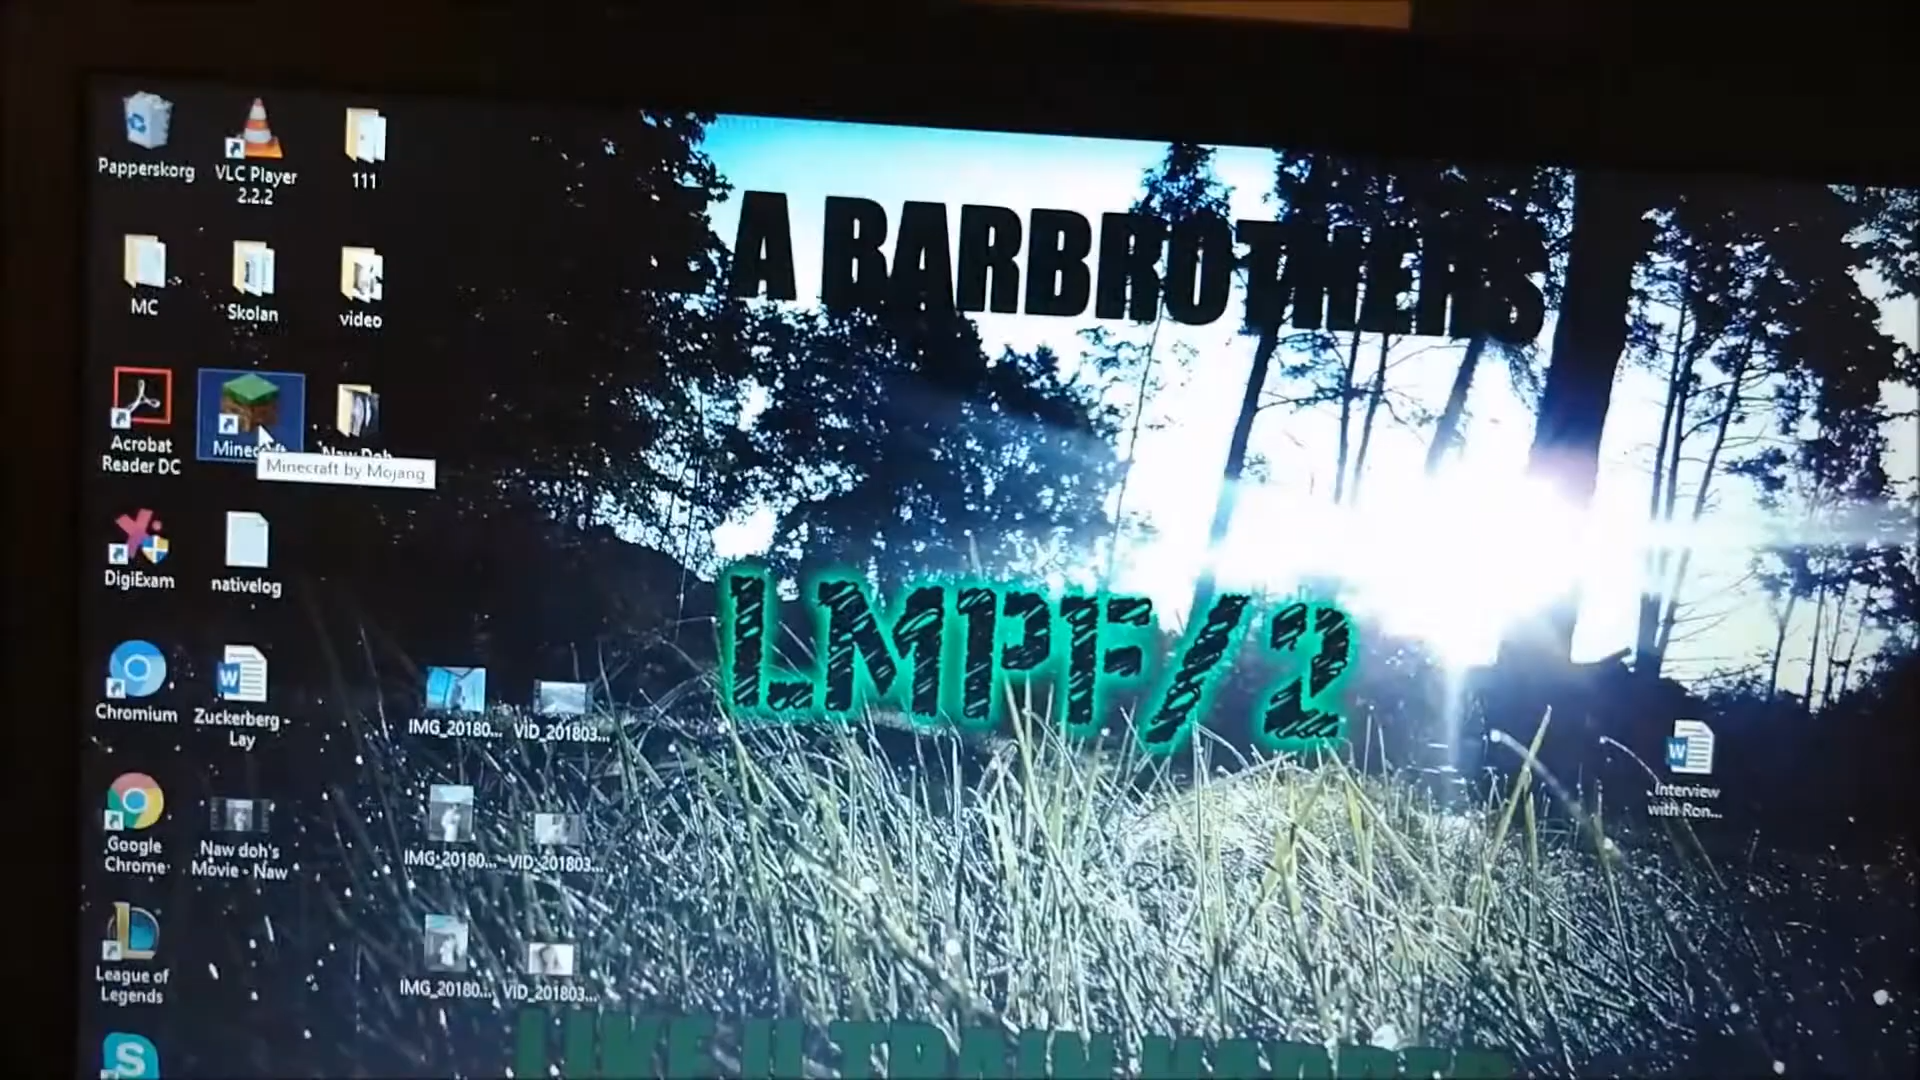 Papperskorg
VLC Player
2.2.2
111
A BARBROTHERS
MC
Skolan
video
Acrobat
Reader DC
Minecraft by Mojang
DigiExam
nativelog
LMPF/2
Chromium
Zuckerberg -
Lay
IMG_20180...
VID_201803...
Interview
with Ron...
Google
Chrome
Naw doh's
Movie - Naw
IMG_20180...
VID_201803...
League of
Legends
IMG_20180...
VID_201803...